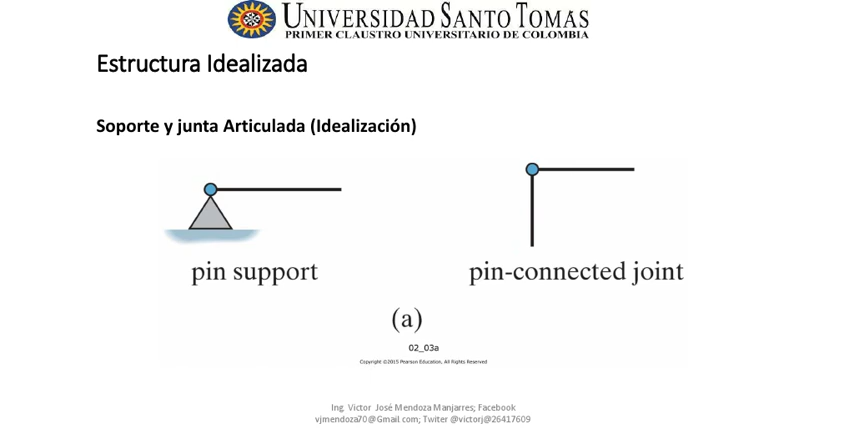 UNIVERSIDAD SANTO TOMAS
PRIMER CLAUSTRO UNIVERSITARIO DE COLOMBIA
Estructura Idealizada
Soporte y junta Articulada (Idealización)
pin support
pin-connected joint
(a)
02_03a
Copyright ©2015 Pearson Education, All Rights Reserved
Ing. Victor José Mendoza Manjarres; Facebook
vjmendoza70@Gmail com; Twiter @victorj@26417609